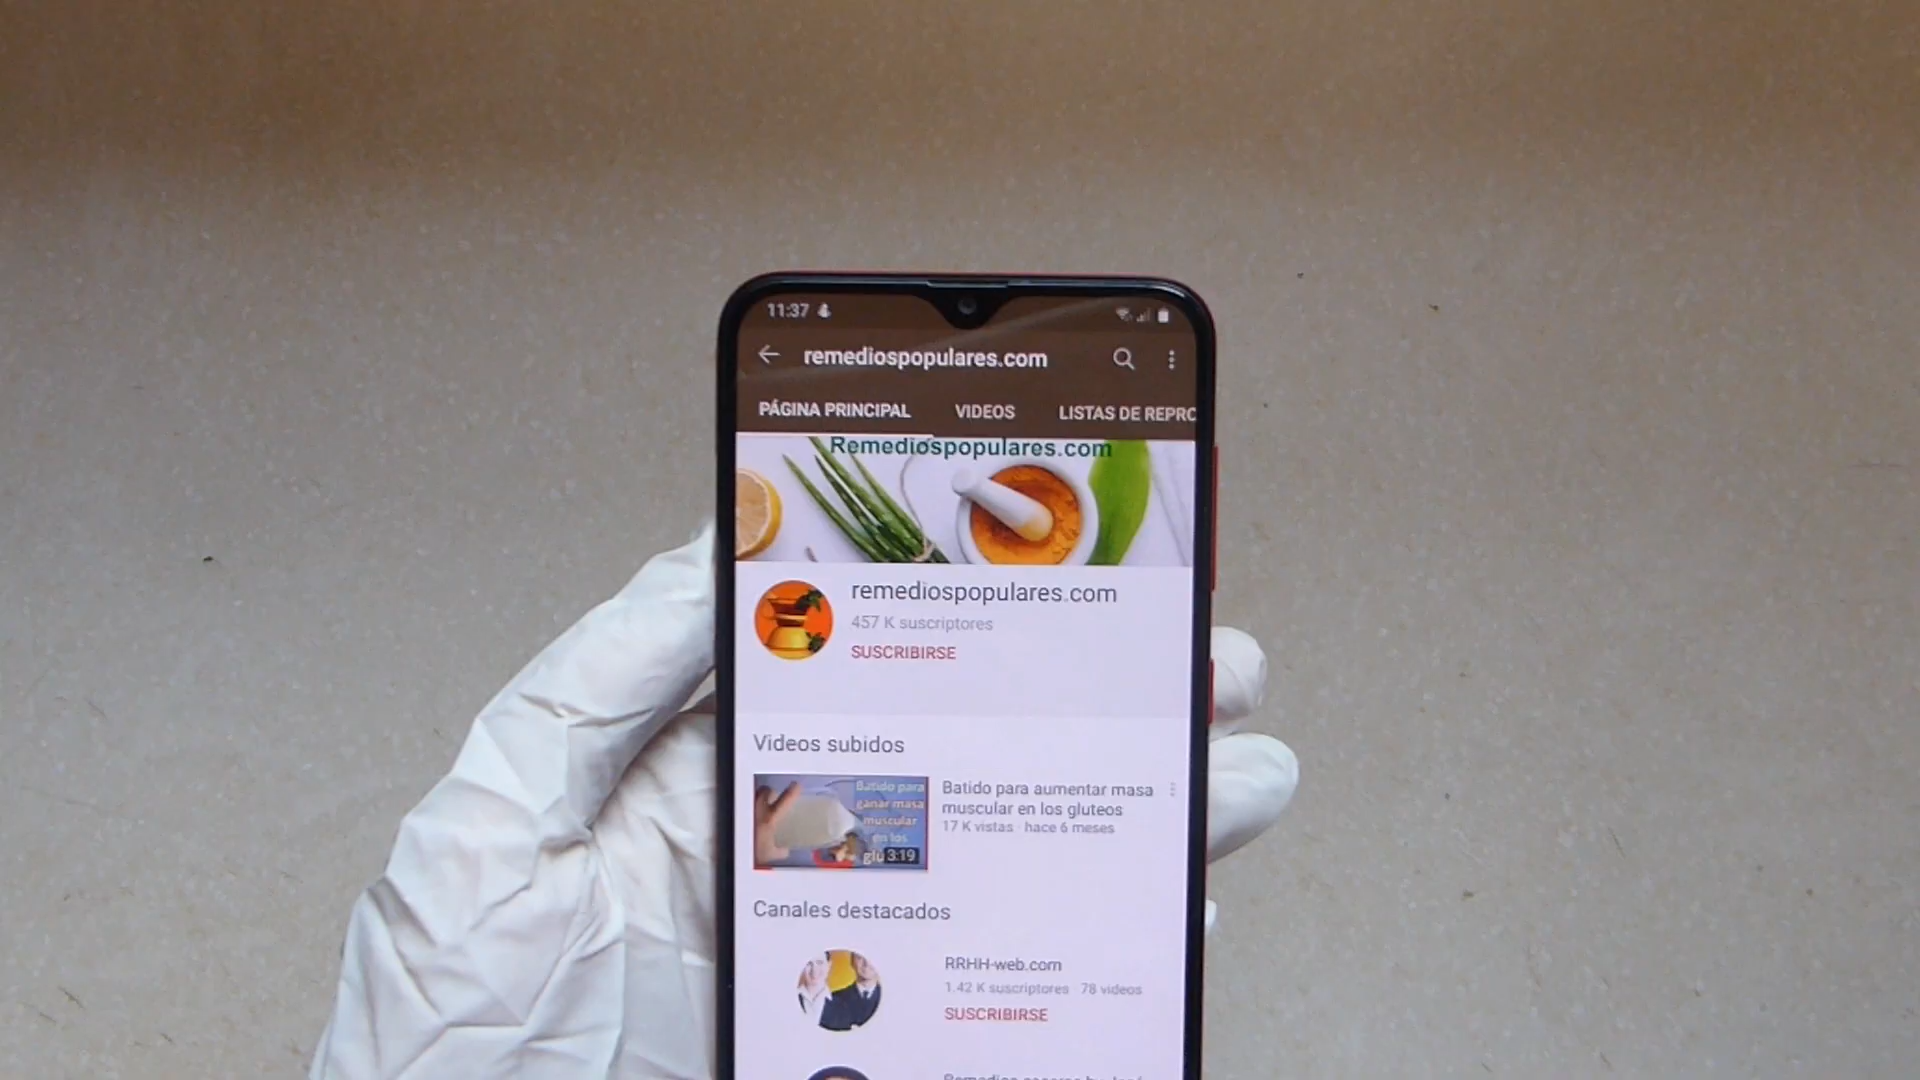 11:37
remediospopulares.com
PÁGINA PRINCIPAL VIDEOS LISTAS DE REPRO
Remediospopulares.com
remediospopulares.com
457 K suscriptores
SUSCRIBIRSE
Videos subidos
Batido para
ganar masa
muscular
en los
glu 3:19
Batido para aumentar masa
muscular en los gluteos
17 K vistas · hace 6 meses
Canales destacados
RRHH-web.com
1.42 K suscriptores · 78 videos
SUSCRIBIRSE